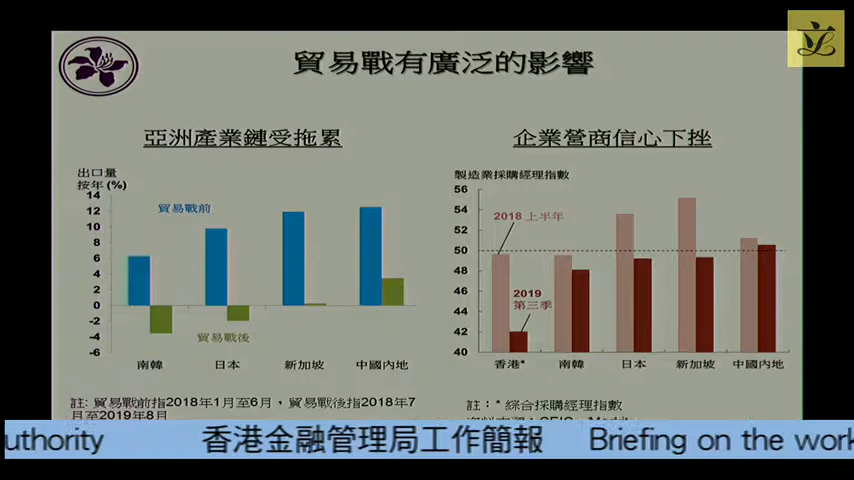 立
貿易戰有廣泛的影響
亞洲產業鏈受拖累
出口量
按年(%)
14
12
10
8
6
4
2
0
-2
-4
-6
貿易戰前
貿易戰後
南韓
日本
新加坡
中國內地
註: 貿易戰前指2018年1月至6月，貿易戰後指2018年7
月至2019年8月
企業營商信心下挫
製造業採購經理指數
56
54
52
50
48
46
44
42
40
2018 上半年
2019
第三季
香港*
南韓
日本
新加坡
中國內地
註：* 綜合採購經理指數
uthority 香港金融管理局工作簡報 Briefing on the work